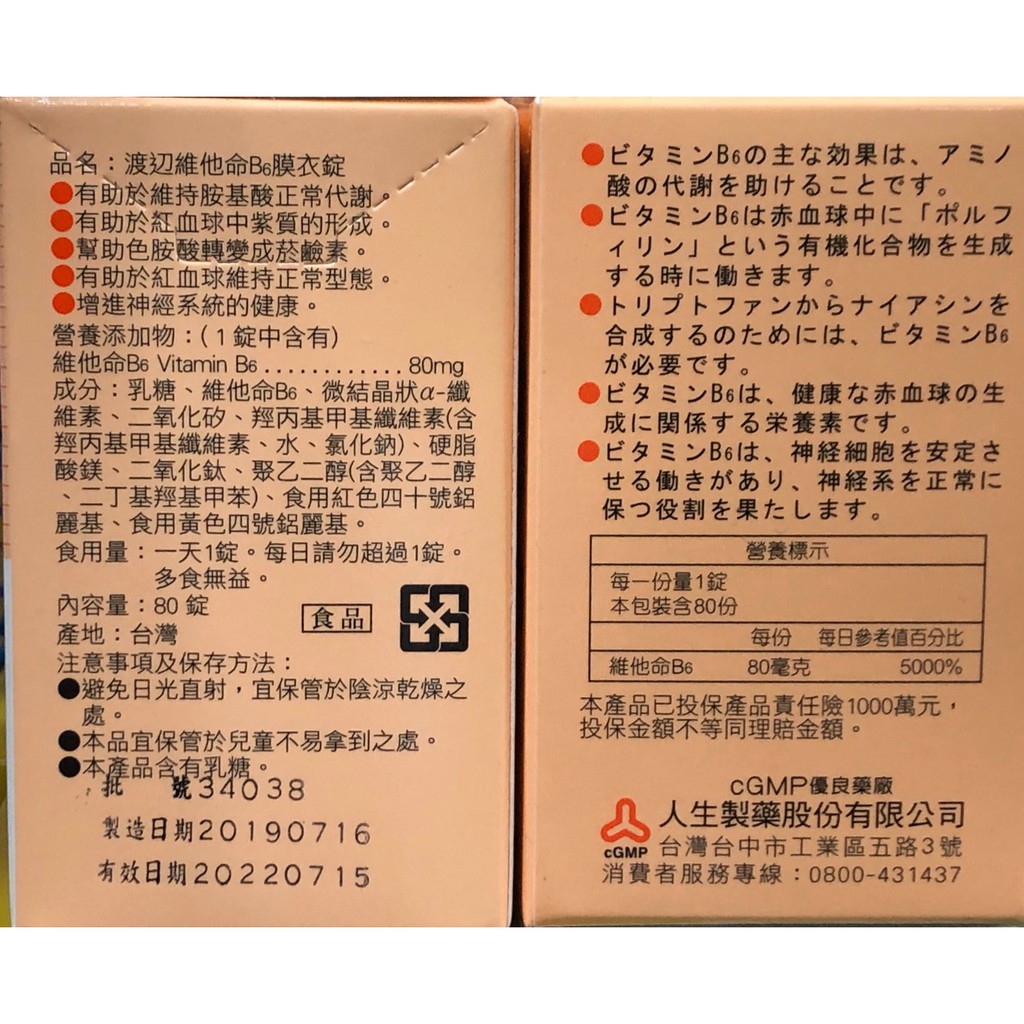 品名：渡辺維他命B6膜衣錠
●有助於維持胺基酸正常代謝。
●有助於紅血球中紫質的形成。
●幫助色胺酸轉變成菸鹼素。
●有助於紅血球維持正常型態。
●增進神經系統的健康。
營養添加物：(1錠中含有)
維他命B6 Vitamin B6............80mg
成分：乳糖、維他命B6、微結晶狀α-纖
維素、二氧化矽、羥丙基甲基纖維素(含
羥丙基甲基纖維素、水、氯化鈉)、硬脂
酸鎂、二氧化鈦、聚乙二醇(含聚乙二醇
、二丁基羥基甲苯)、食用紅色四十號鋁
麗基、食用黃色四號鋁麗基。
食用量：一天1錠。每日請勿超過1錠。
多食無益。
內容量：80 錠
產地：台灣
食品
注意事項及保存方法：
●避免日光直射，宜保管於陰涼乾燥之
處。
●本品宜保管於兒童不易拿到之處。
●本產品含有乳糖。
批 號34038
製造日期20190716
有效日期20220715
●ビタミンB6の主な効果は、アミノ
酸の代謝を助けることです。
●ビタミンB6は赤血球中に「ポルフ
ィリン」という有機化合物を生成
する時に働きます。
●トリプトファンからナイアシンを
合成するのためには、ビタミンB6
が必要です。
●ビタミンB6は、健康な赤血球の生
成に関係する栄養素です。
●ビタミンB6は、神経細胞を安定さ
せる働きがあり、神経系を正常に
保つ役割を果たします。
營養標示
每一份量1錠
本包裝含80份
每份 每日參考值百分比
維他命B6 80毫克 5000%
本產品已投保產品責任險1000萬元，
投保金額不等同理賠金額。
cGMP優良藥廠
cGMP 人生製藥股份有限公司
台灣台中市工業區五路3號
消費者服務專線：0800-431437